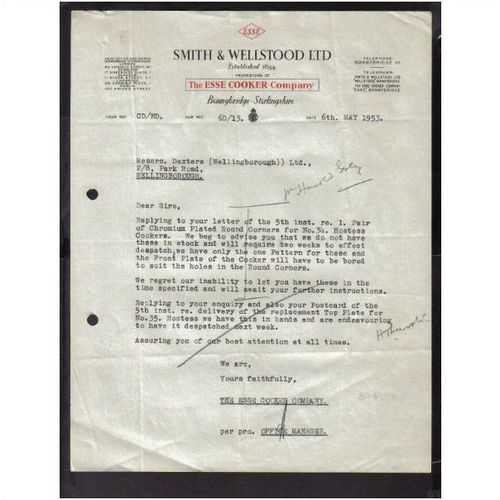 ESSE
SMITH & WELLSTOOD LTD
Established 1854
PROPRIETORS OF
The ESSE COOKER Company
Bonnybridge · Stirlingshire
TELEPHONE
TELEGRAMS
SMITH & WELLSTOOD LTD
YOUR REF. CD/ND. OUR REF. 6D/13. DATE 6th. MAY 1953.
Messrs. Dexters (Wellingborough)) Ltd.,
2/8, Park Road,
WELLINGBOROUGH.
Dear Sirs,
Replying to your letter of the 5th inst. re. 1. Pair
of Chromium Plated Round Corners for No.34. Hostess
Cookers. We beg to advise you that we do not have
these in stock and will require two weeks to effect
despatch, we have only the one Pattern for these and
the Front Plate of the Cooker will have to be bored
to suit the holes in the Round Corners.
We regret our inability to let you have these in the
time specified and will await your further instructions.
Replying to your enquiry and also your Postcard of the
5th inst. re. delivery of the replacement Top Plate for
No.35. Hostess we have this in hand and are endeavouring
to have it despatched next week.
Assuring you of our best attention at all times.
We are,
Yours faithfully,
THE ESSE COOKER COMPANY.
per pro. OFFICE MANAGER.